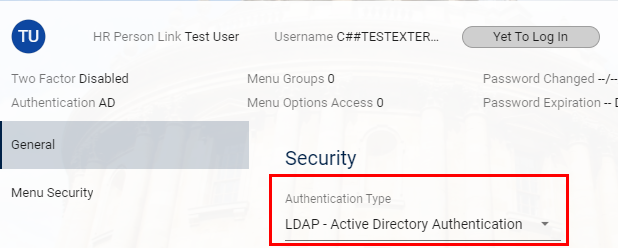 TU
HR Person Link Test User
Username C##TESTEXTER...
Yet To Log In
Two Factor Disabled
Menu Groups 0
Password Changed --/--
Authentication AD
Menu Options Access 0
Password Expiration --
General
Security
Menu Security
Authentication Type
LDAP - Active Directory Authentication